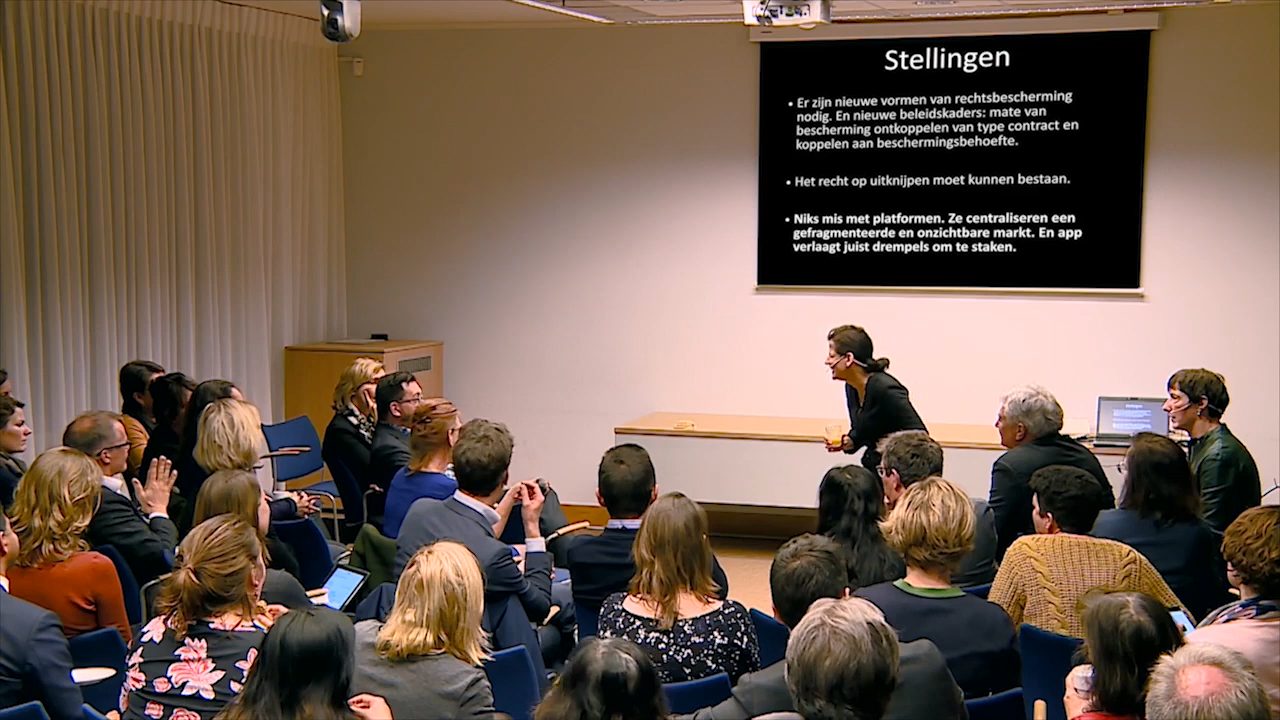 Stellingen
• Er zijn nieuwe vormen van rechtsbescherming
nodig. En nieuwe beleidskaders: mate van
bescherming ontkoppelen van type contract en
koppelen aan beschermingsbehoefte.
• Het recht op uitknijpen moet kunnen bestaan.
• Niks mis met platformen. Ze centraliseren een
gefragmenteerde en onzichtbare markt. En app
verlaagt juist drempels om te staken.